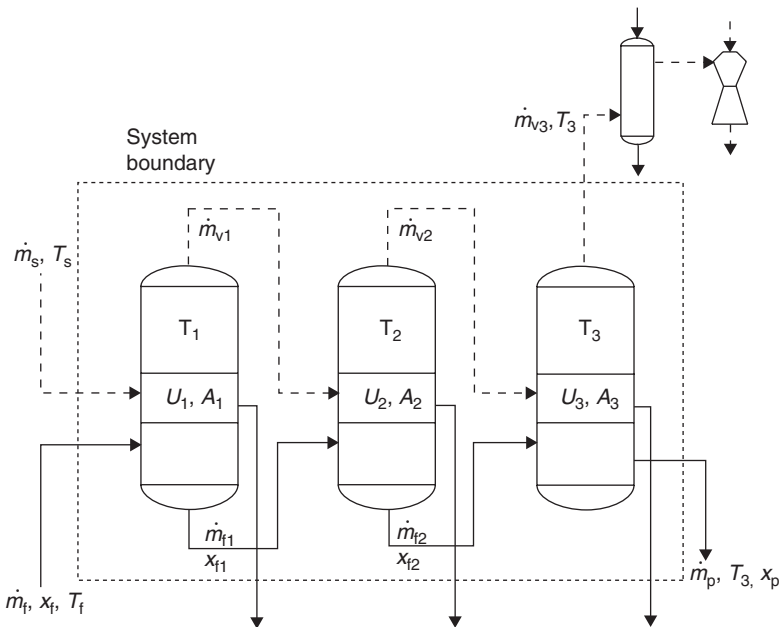 ṁv3, T3
System
boundary
ṁv1
ṁv2
ṁs, Ts
T1
T2
T3
U1, A1
U2, A2
U3, A3
ṁf1
xf1
ṁf2
xf2
ṁf, xf, Tf
ṁp, T3, xp